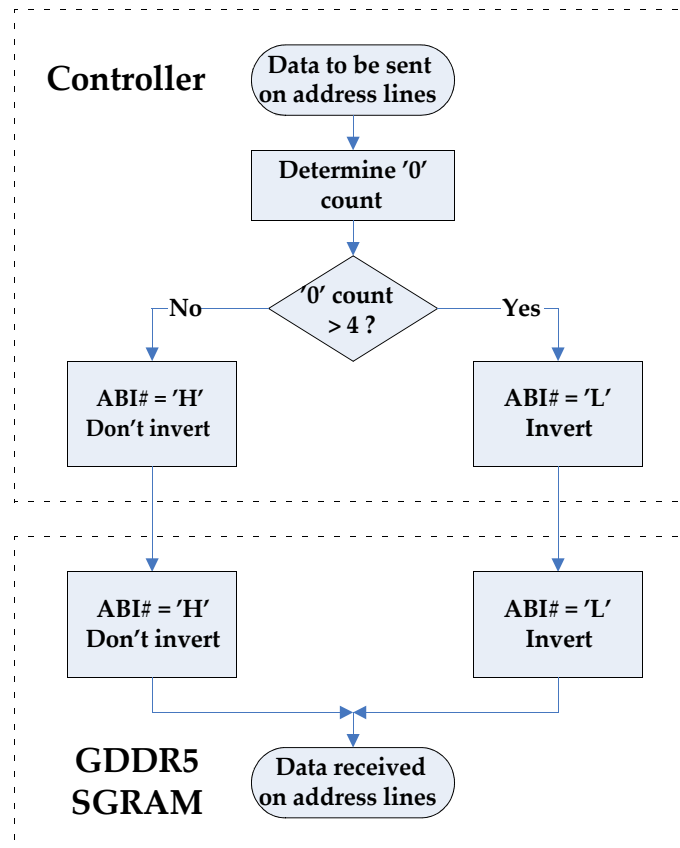 Controller
Data to be sent
on address lines
Determine ’0’
count
’0’ count
> 4 ?
No
Yes
ABI# = ’H’
Don’t invert
ABI# = ’L’
Invert
ABI# = ’H’
Don’t invert
ABI# = ’L’
Invert
GDDR5
SGRAM
Data received
on address lines